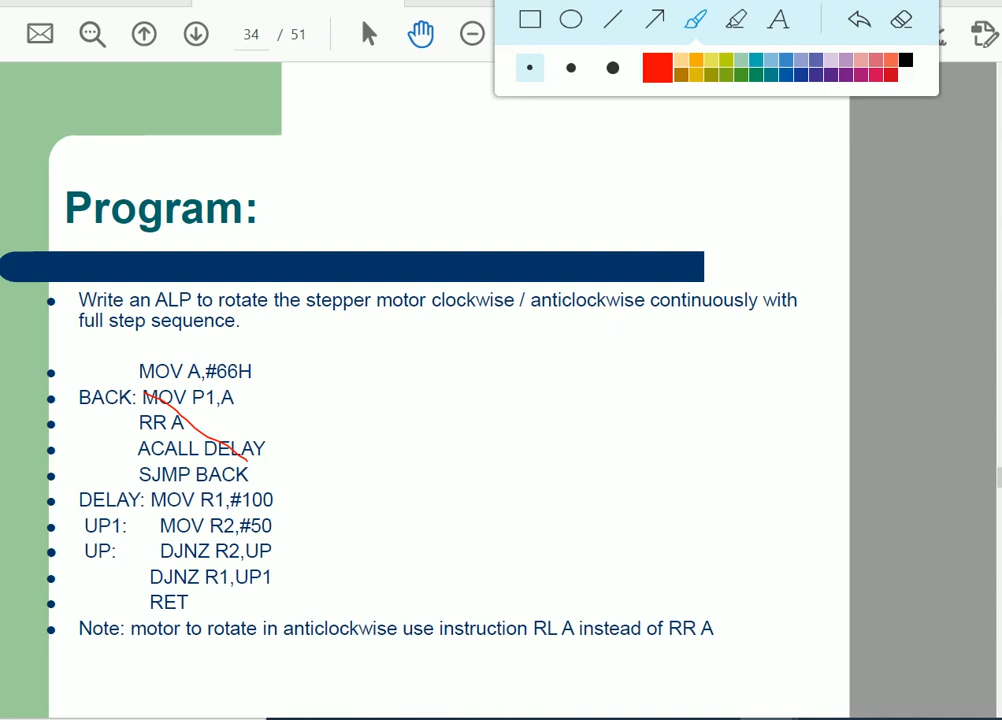 34 / 51
A
Program:
Write an ALP to rotate the stepper motor clockwise / anticlockwise continuously with
full step sequence.
MOV A,#66H
BACK: MOV P1,A
RR A
ACALL DELAY
SJMP BACK
DELAY: MOV R1,#100
UP1: MOV R2,#50
UP: DJNZ R2,UP
DJNZ R1,UP1
RET
Note: motor to rotate in anticlockwise use instruction RL A instead of RR A